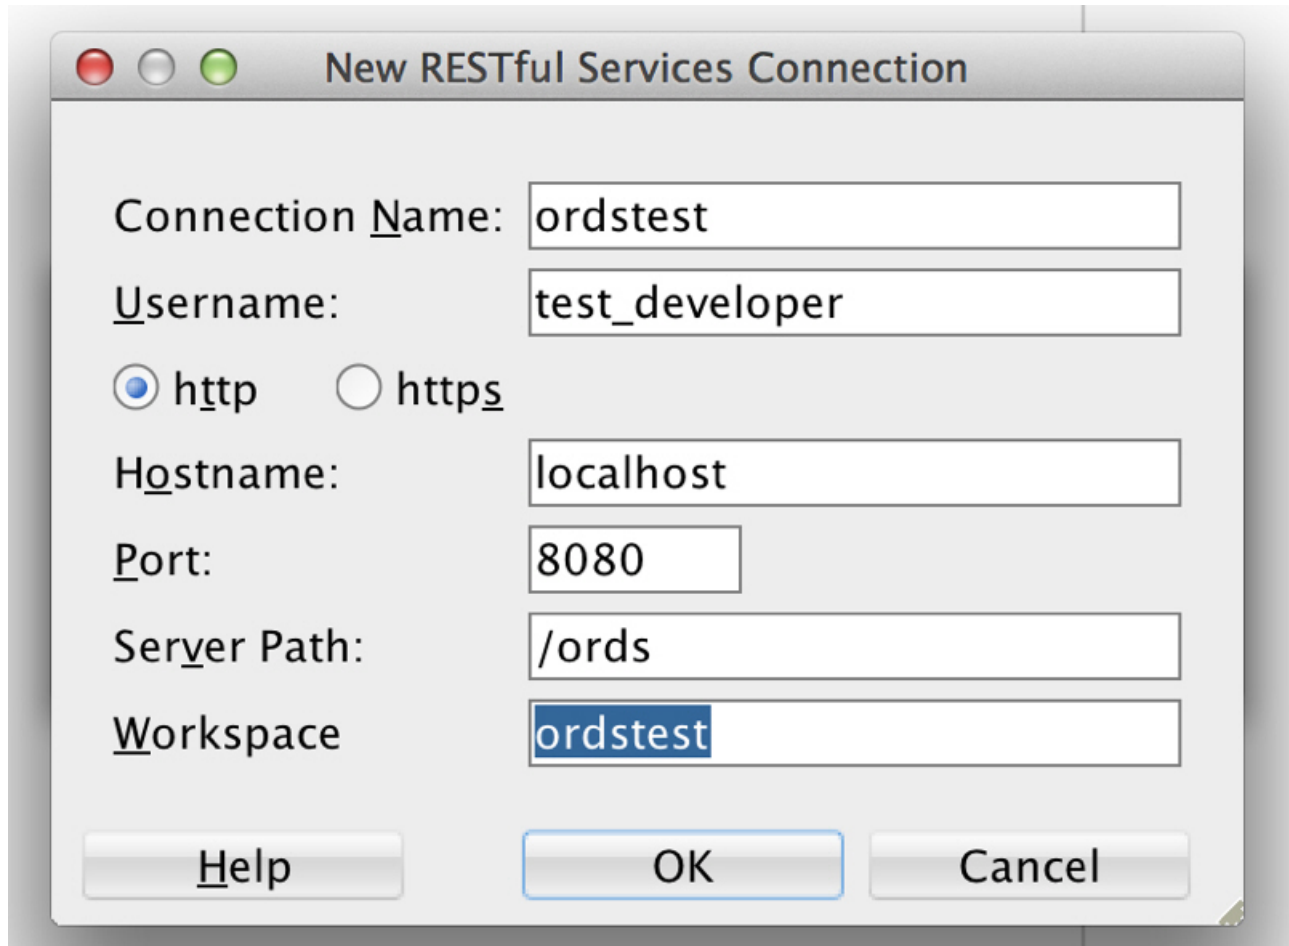 New RESTful Services Connection
Connection Name: ordstest
Username: test_developer
http https
Hostname: localhost
Port: 8080
Server Path: /ords
Workspace ordstest
Help OK Cancel